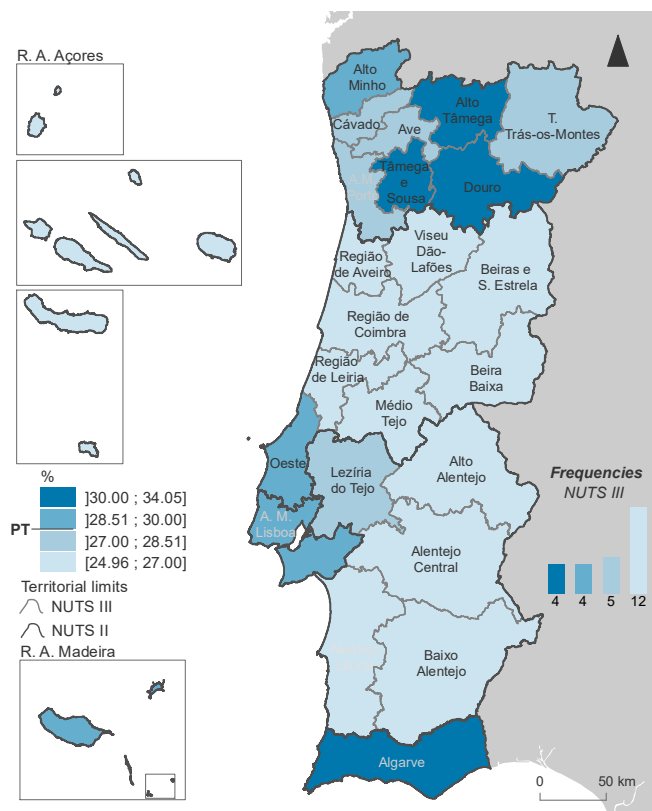 R. A. Açores
Alto
Minho
Alto
Tâmega
T.
Trás-os-Montes
Cávado
Ave
A.M.
Porto
Tâmega
e
Sousa
Douro
Viseu
Dão-
Lafões
Região
de Aveiro
Beiras e
S. Estrela
Região de
Coimbra
Região
de Leiria
Beira
Baixa
Médio
Tejo
Oeste
Lezíria
do Tejo
Alto
Alentejo
A. M.
Lisboa
Alentejo
Central
Baixo
Alentejo
Algarve
%
]30.00 ; 34.05]
]28.51 ; 30.00]
PT
]27.00 ; 28.51]
[24.96 ; 27.00]
Territorial limits
NUTS III
NUTS II
R. A. Madeira
Frequencies
NUTS III
4 4 5 12
0 50 km